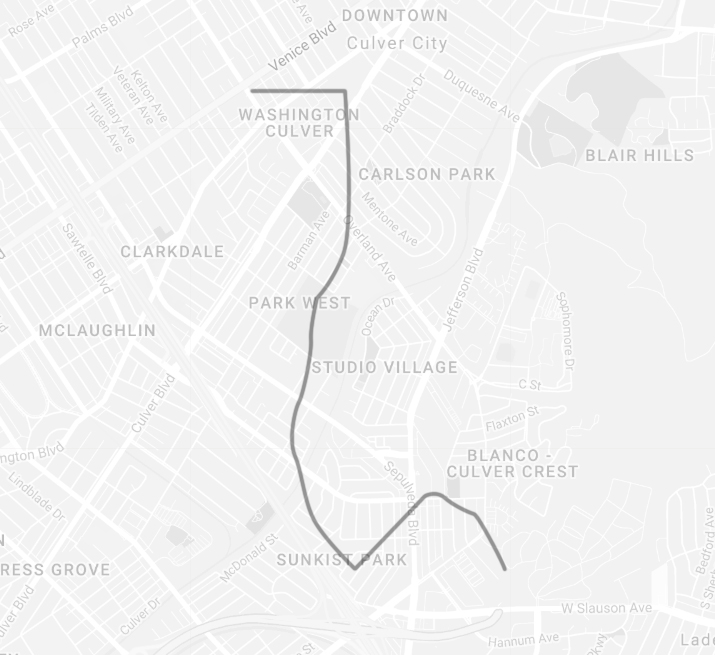 Rose Ave
Palms Blvd
Venice Blvd
DOWNTOWN
Culver City
Kelton Ave
Veteran Ave
Military Ave
Tilden Ave
Braddock Dr
Duquesne Ave
WASHINGTON
CULVER
BLAIR HILLS
CARLSON PARK
Mentone Ave
Overland Ave
Barman Ave
Sawtelle Blvd
CLARKDALE
Jefferson Blvd
PARK WEST
Ocean Dr
Sophomore Dr
MCLAUGHLIN
STUDIO VILLAGE
C St
Culver Blvd
Flaxton St
ngton Blvd
BLANCO -
CULVER CREST
Lindblade Dr
Sepulveda Blvd
McDonald St
SUNKIST PARK
Bedford Ave
RESS GROVE
Culver Dr
W Slauson Ave
Hannum Ave
Pkwy
Lade